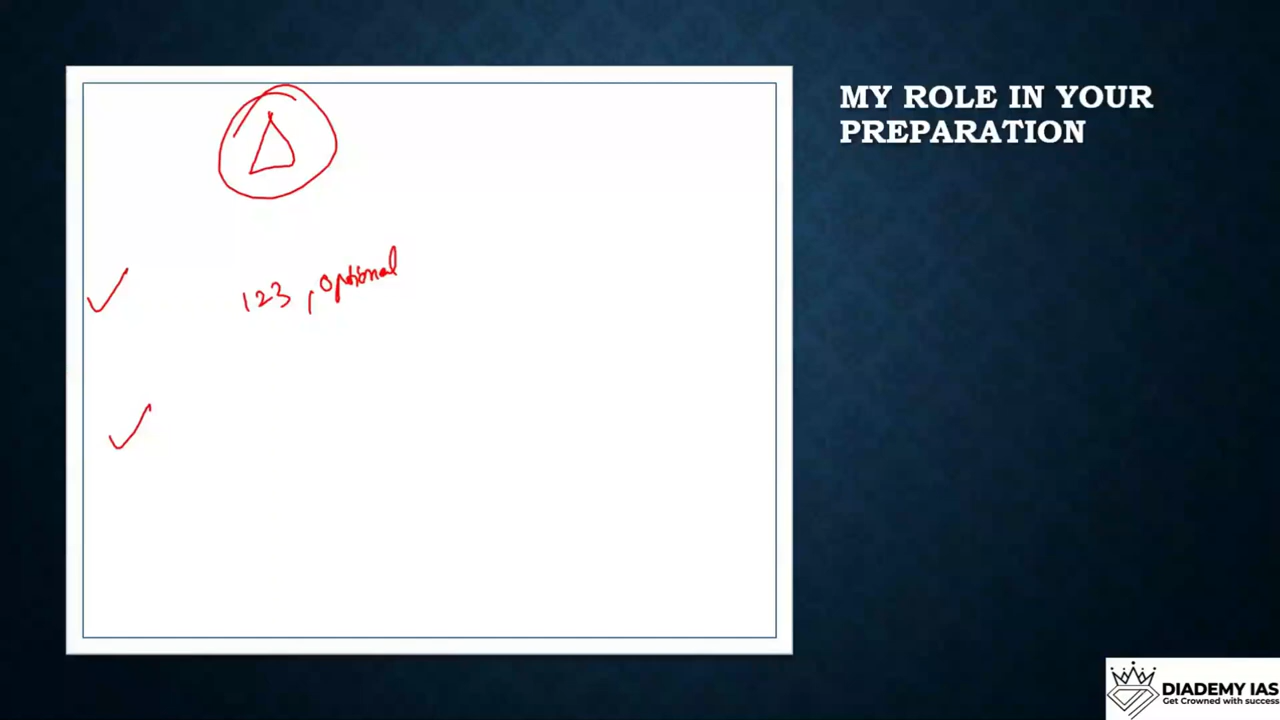 MY ROLE IN YOUR
PREPARATION
123, optional
DIADEMY IAS
Get Crowned with success